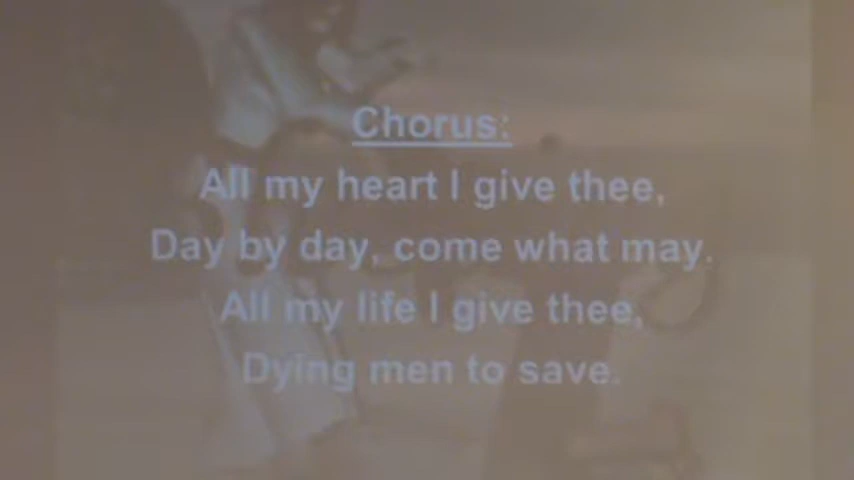 Chorus:
All my heart I give thee,
Day by day, come what may.
All my life I give thee,
Dying men to save.